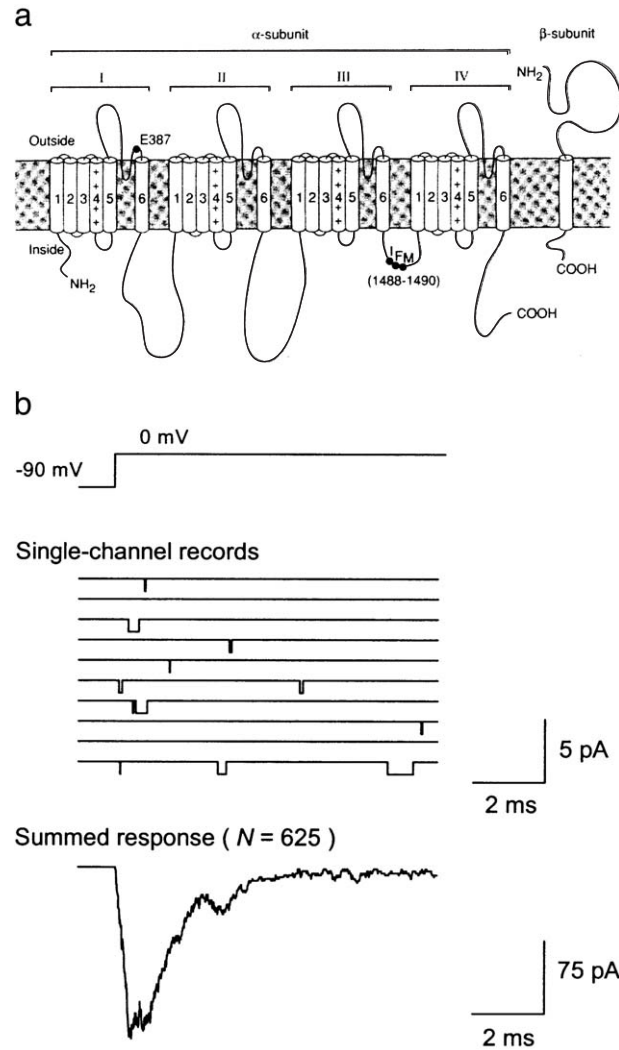 a
α-subunit
β-subunit
I II III IV
NH2
Outside
E387
1 2 3 4 5 6 1 2 3 4 5 6 1 2 3 4 5 6 1 2 3 4 5 6
+ + + +
+ + + +
+ + + +
+ + + +
Inside
NH2
I F M
(1488-1490)
COOH
COOH
b
0 mV
-90 mV
Single-channel records
5 pA
2 ms
Summed response ( N = 625 )
75 pA
2 ms